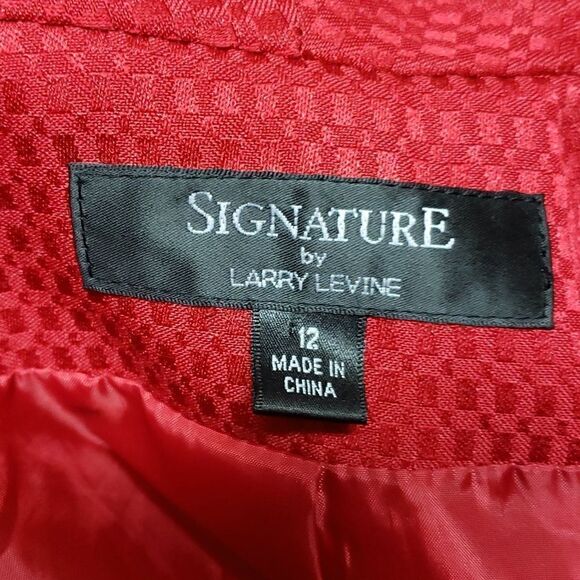 SIGNATURE
by
LARRY LEVINE
12
MADE IN
CHINA